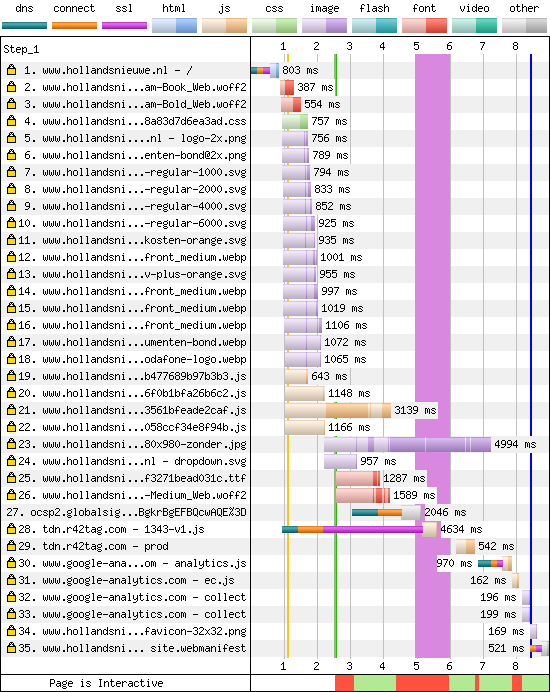 dns connect ssl html js css image flash font video other
Step_1 1 2 3 4 5 6 7 8
1. www.hollandsnieuwe.nl - / 803 ms
2. www.hollandsni...am-Book_Web.woff2 387 ms
3. www.hollandsni...am-Bold_Web.woff2 554 ms
4. www.hollandsni...8a83d7d6ea3ad.css 757 ms
5. www.hollandsni....nl - logo-2x.png 756 ms
6. www.hollandsni...enten-bond@2x.png 789 ms
7. www.hollandsni...-regular-1000.svg 794 ms
8. www.hollandsni...-regular-2000.svg 833 ms
9. www.hollandsni...-regular-4000.svg 852 ms
10. www.hollandsni...-regular-6000.svg 925 ms
11. www.hollandsni...kosten-orange.svg 935 ms
12. www.hollandsni...front_medium.webp 1001 ms
13. www.hollandsni...v-plus-orange.svg 955 ms
14. www.hollandsni...front_medium.webp 997 ms
15. www.hollandsni...front_medium.webp 1019 ms
16. www.hollandsni...front_medium.webp 1106 ms
17. www.hollandsni...umenten-bond.webp 1072 ms
18. www.hollandsni...odafone-logo.webp 1065 ms
19. www.hollandsni...b477689b97b3b3.js 643 ms
20. www.hollandsni...6f0b1bfa26b6c2.js 1148 ms
21. www.hollandsni...3561bfeade2caf.js 3139 ms
22. www.hollandsni...058ccf34e8f94b.js 1166 ms
23. www.hollandsni...80x980-zonder.jpg 4994 ms
24. www.hollandsni...nl - dropdown.svg 957 ms
25. www.hollandsni...f3271bead031c.ttf 1287 ms
26. www.hollandsni...-Medium_Web.woff2 1589 ms
27. ocsp2.globalsig...BgkrBgEFBQcwAQE%3D 2046 ms
28. tdn.r42tag.com - 1343-v1.js 4634 ms
29. tdn.r42tag.com - prod 542 ms
30. www.google-ana...om - analytics.js 970 ms
31. www.google-analytics.com - ec.js 162 ms
32. www.google-analytics.com - collect 196 ms
33. www.google-analytics.com - collect 199 ms
34. www.hollandsni...favicon-32x32.png 169 ms
35. www.hollandsni... site.webmanifest 521 ms
1 2 3 4 5 6 7 8
Page is Interactive